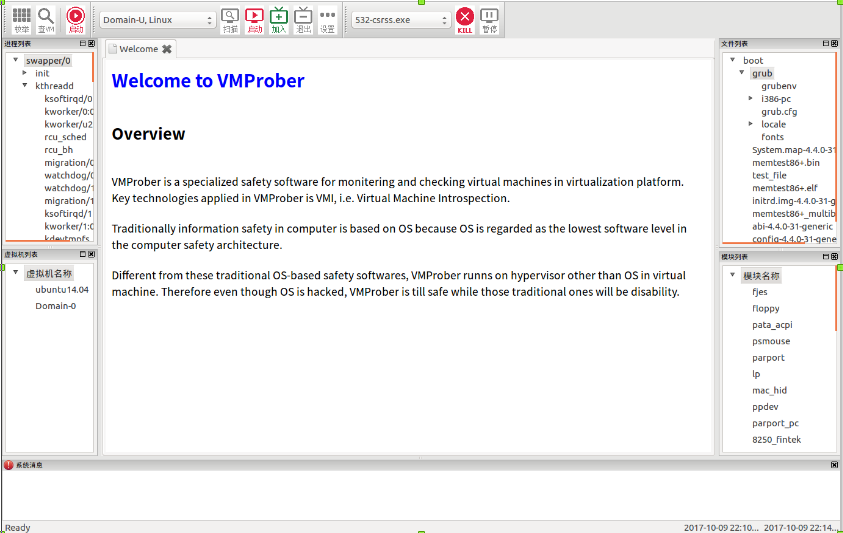 枚举 查VM 启动 Domain-U, Linux 扫描 启动 加入 退出 设置 532-csrss.exe KILL 暂停
进程列表
swapper/0
init
kthreadd
ksoftirqd/0
kworker/0:0
kworker/u2
rcu_sched
rcu_bh
migration/0
watchdog/0
watchdog/1
migration/1
ksoftirqd/1
kworker/1:0
kdevtmpfs
虚拟机列表
虚拟机名称
ubuntu14.04
Domain-0
Welcome
Welcome to VMProber
Overview
VMProber is a specialized safety software for monitoring and checking virtual machines in virtualization platform.
Key technologies applied in VMProber is VMI, i.e. Virtual Machine Introspection.
Traditionally information safety in computer is based on OS because OS is regarded as the lowest software level in
the computer safety architecture.
Different from these traditional OS-based safety softwares, VMProber runns on hypervisor other than OS in virtual
machine. Therefore even though OS is hacked, VMProber is till safe while those traditional ones will be disability.
文件列表
boot
grub
grubenv
i386-pc
grub.cfg
locale
fonts
System.map-4.4.0-31
memtest86+.bin
test_file
memtest86+.elf
initrd.img-4.4.0-31-g
memtest86+_multib
abi-4.4.0-31-generic
config-4.4.0-31-gene
模块列表
模块名称
fjes
floppy
pata_acpi
psmouse
parport
lp
mac_hid
ppdev
parport_pc
8250_fintek
系统消息
Ready
2017-10-09 22:10... 2017-10-09 22:14...